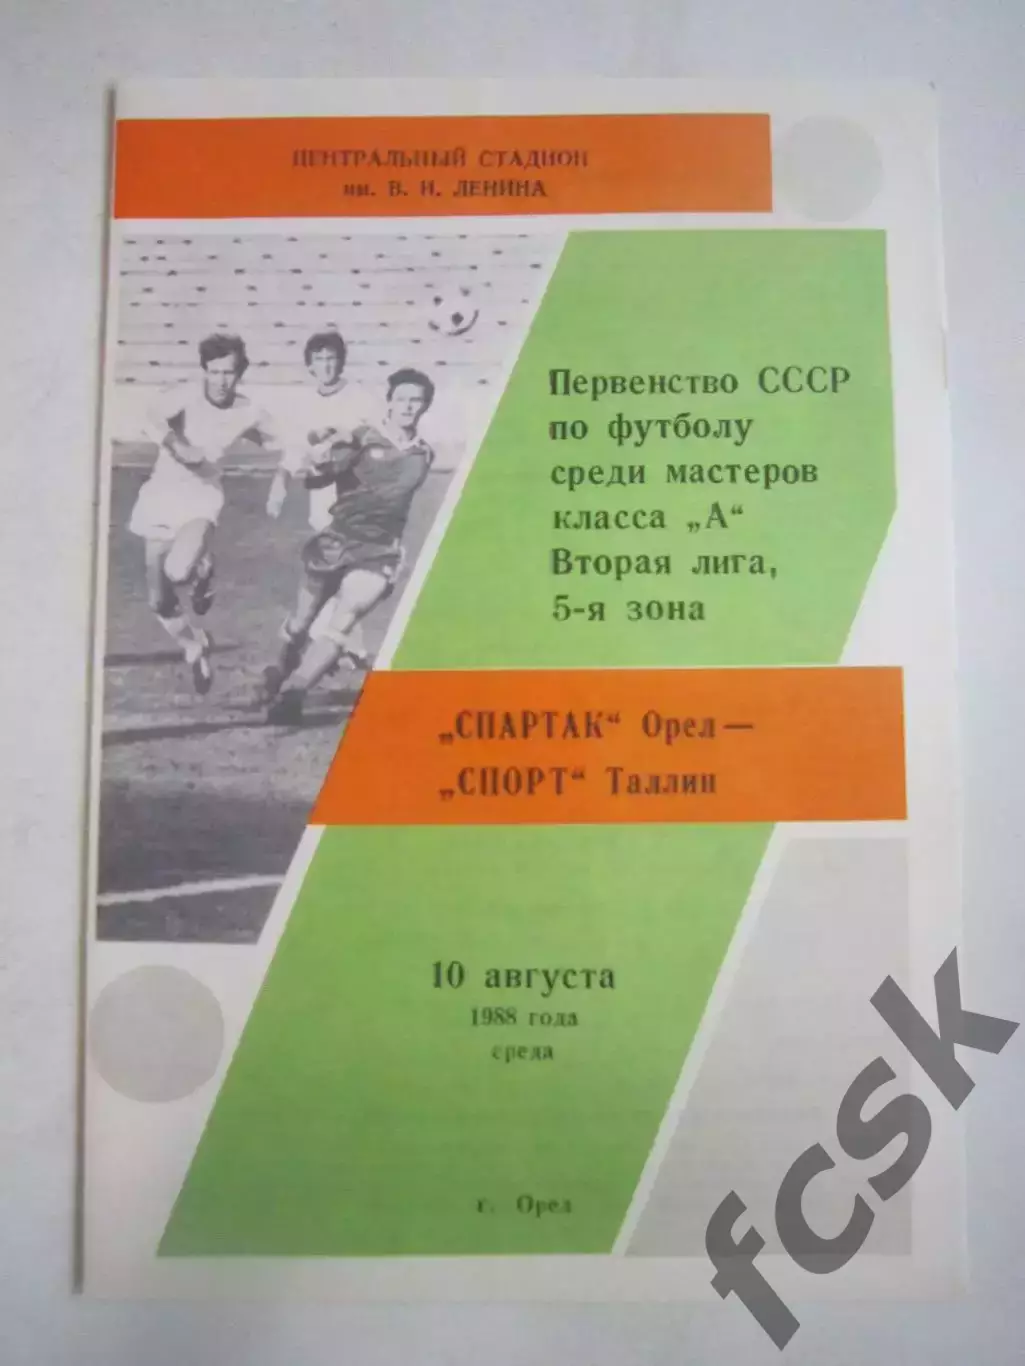 ЦЕНТРАЛЬНЫЙ СТАДИОН
им. В. И. ЛЕНИНА
Первенство СССР
по футболу
среди мастеров
класса „А“
Вторая лига,
5-я зона
„СПАРТАК“ Орел —
„СПОРТ“ Таллин
10 августа
1988 года
среда
г. Орел
fcsk